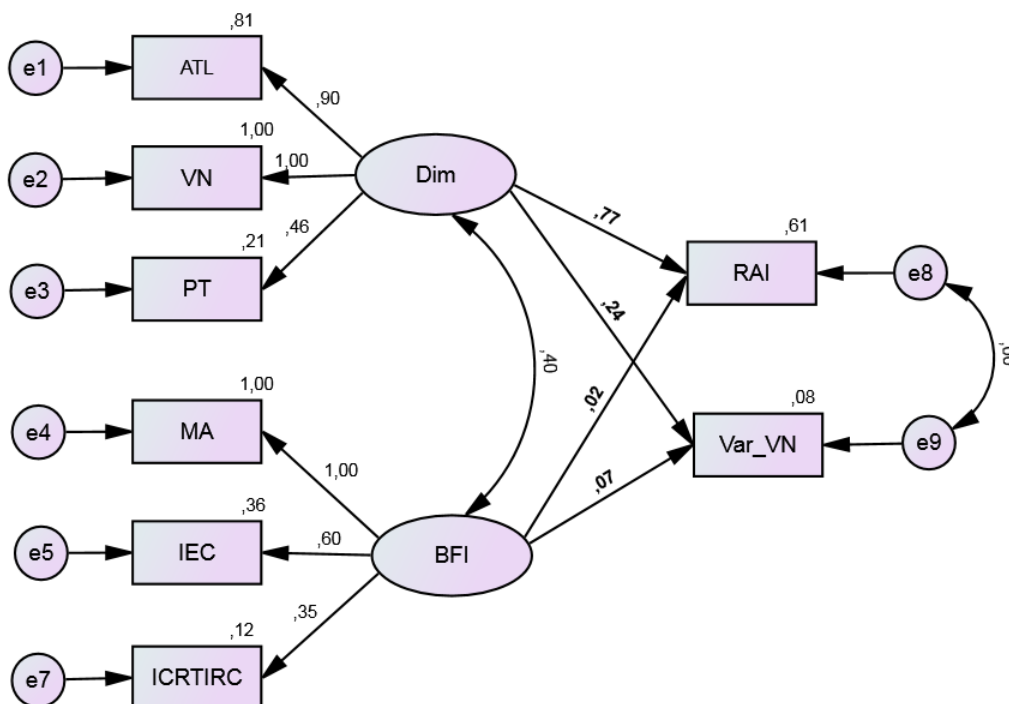 ,81
e1
ATL
,90
1,00
e2
VN
1,00
Dim
,46
,21
e3
PT
,77
,61
RAI
e8
,24
,40
,02
1,00
e4
MA
1,00
,08
Var_VN
e9
,07
,36
e5
IEC
,60
BFI
,35
,12
e7
ICRTIRC